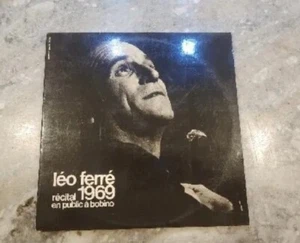 léo ferré
1969
récital
en public à bobino